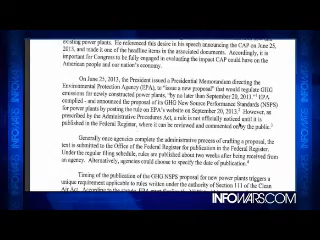 existing power plants. He referenced this desire in his speech announcing the CAP on June 25,
2013, and made it one of the headline items in the associated documents. Accordingly, it is
important for Congress to be fully engaged in evaluating the impact CAP could have on the
American people and our nation's economy.
On June 25, 2013, the President issued a Presidential Memorandum directing the
Environmental Protection Agency (EPA), to issue "a new proposal" that would regulate GHG
emissions for newly constructed power plants, "by no later than September 20, 2013." EPA
complied - and announced the proposal of its GHG New Source Performance Standards (NSPS)
for power plants by posting the rule on EPA's website on September 20, 2013. However, as
prescribed by the Administrative Procedures Act, a rule is not officially noticed until it is
published in the Federal Register, where it can be reviewed and commented on by the public.
Generally once agencies complete the administrative process of crafting a proposal, the
text is submitted to the Office of the Federal Register for publication in the Federal Register.
Under the regular filing schedule, rules are published about two weeks after being received from
an agency. Alternatively, agencies could choose to specify the date of publication.
Timing of the publication of the GHG NSPS proposal for new power plants triggers a
unique requirement applicable to rules written under the authority of Section 111 of the Clean
Air Act.
INFOWARS.COM
INFOWARS
INFOWARS